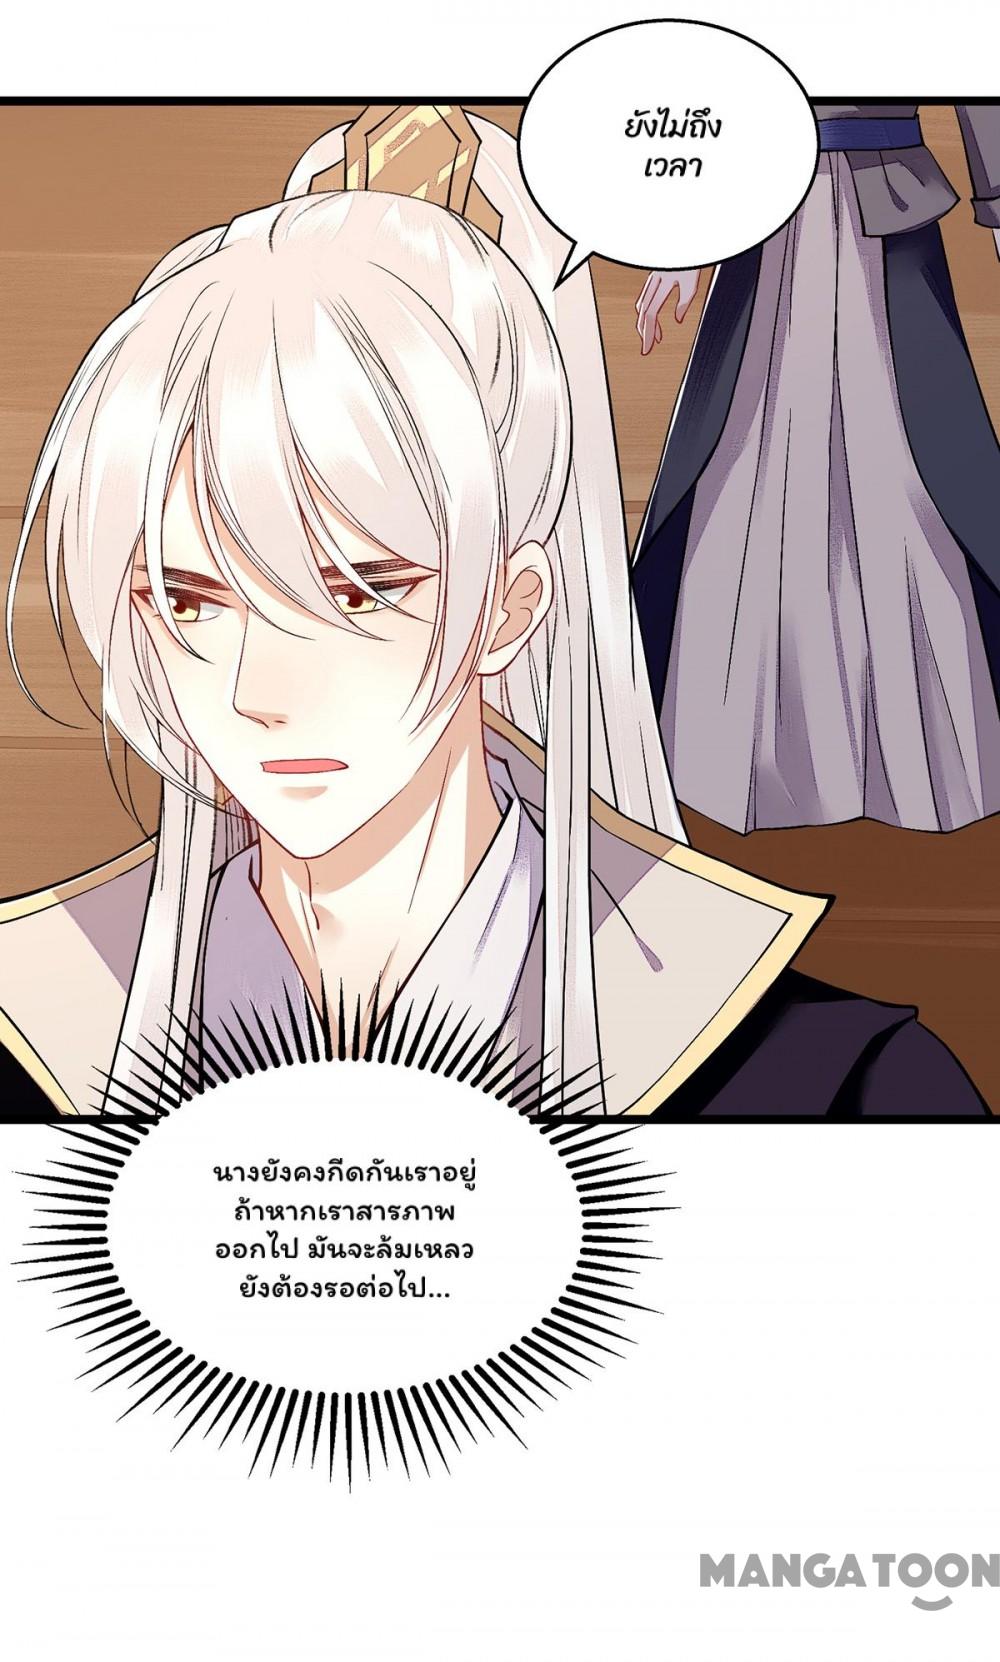 ยังไม่ถึง
เวลา
นางยังคงกีดกันเราอยู่
ถ้าหากเราสารภาพ
ออกไป มันจะล้มเหลว
ยังต้องรอต่อไป...
MANGATOON